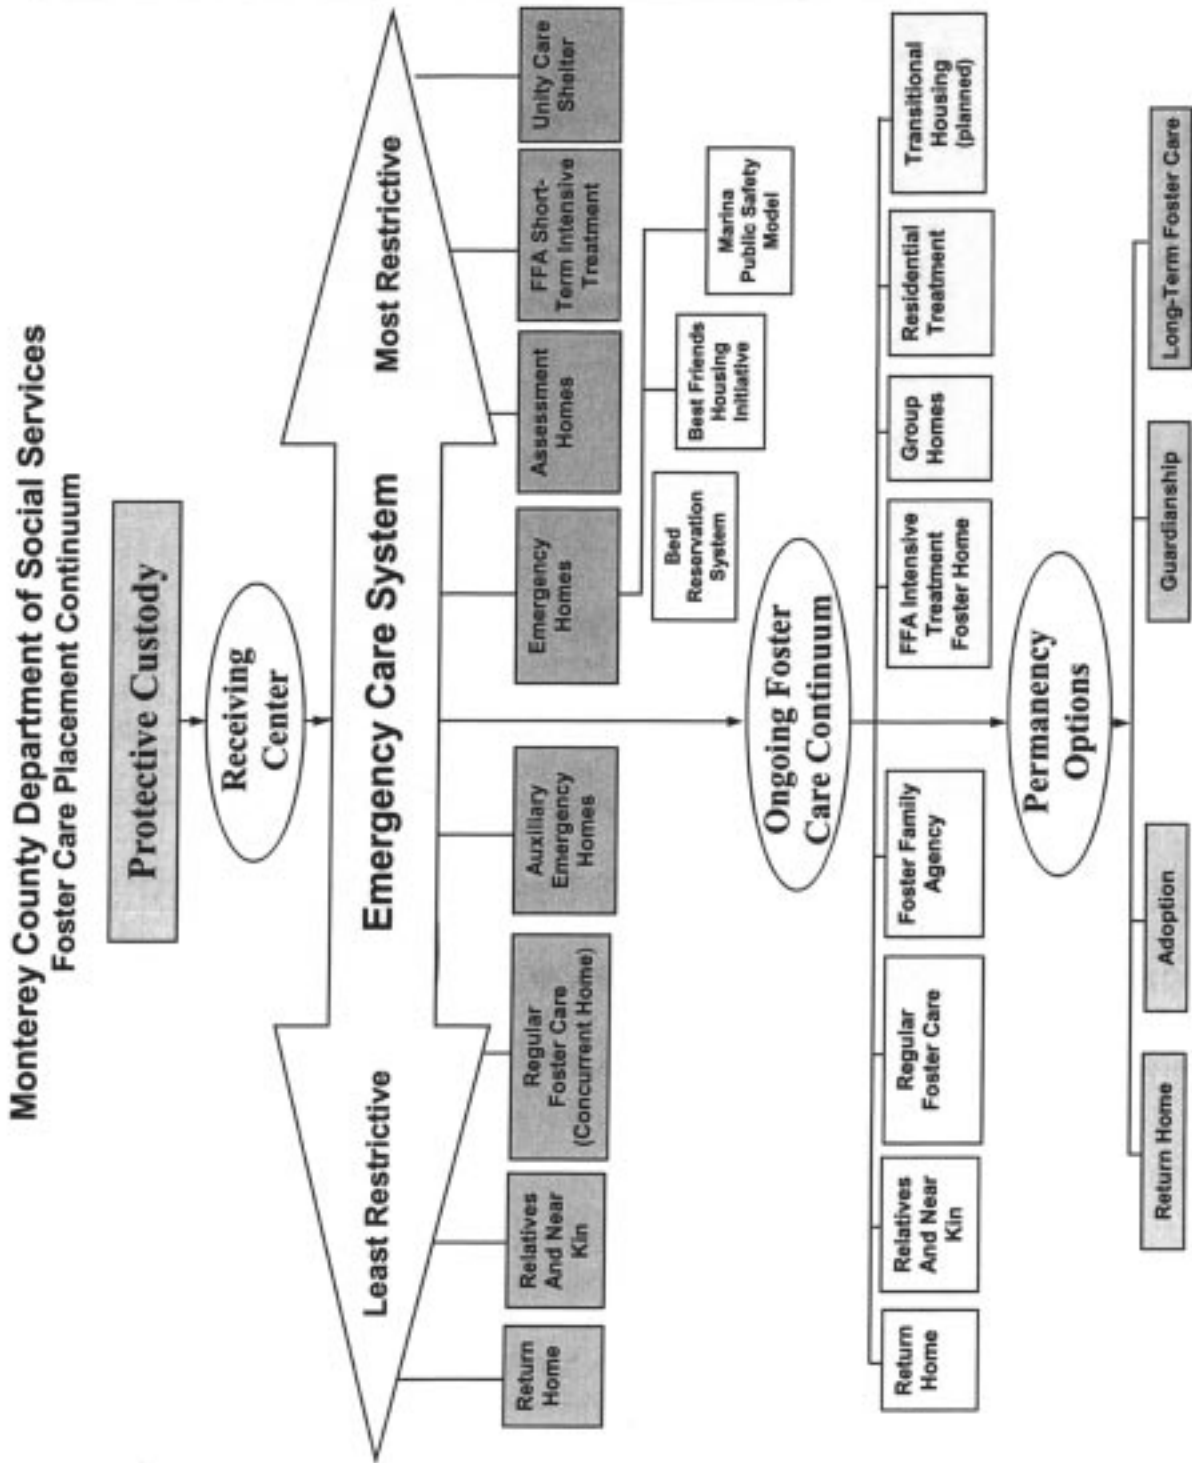 Monterey County Department of Social Services
Foster Care Placement Continuum
Protective Custody
Receiving
Center
Least Restrictive
Emergency Care System
Most Restrictive
Return
Home
Relatives
And Near
Kin
Regular
Foster Care
(Concurrent Home)
Auxiliary
Emergency
Homes
Emergency
Homes
Assessment
Homes
FFA Short-
Term Intensive
Treatment
Unity Care
Shelter
Bed
Reservation
System
Best Friends
Housing
Initiative
Marina
Public Safety
Model
Ongoing Foster
Care Continuum
Return
Home
Relatives
And Near
Kin
Regular
Foster Care
Foster Family
Agency
FFA Intensive
Treatment
Foster Home
Group
Homes
Residential
Treatment
Transitional
Housing
(planned)
Permanency
Options
Return Home
Adoption
Guardianship
Long-Term Foster Care